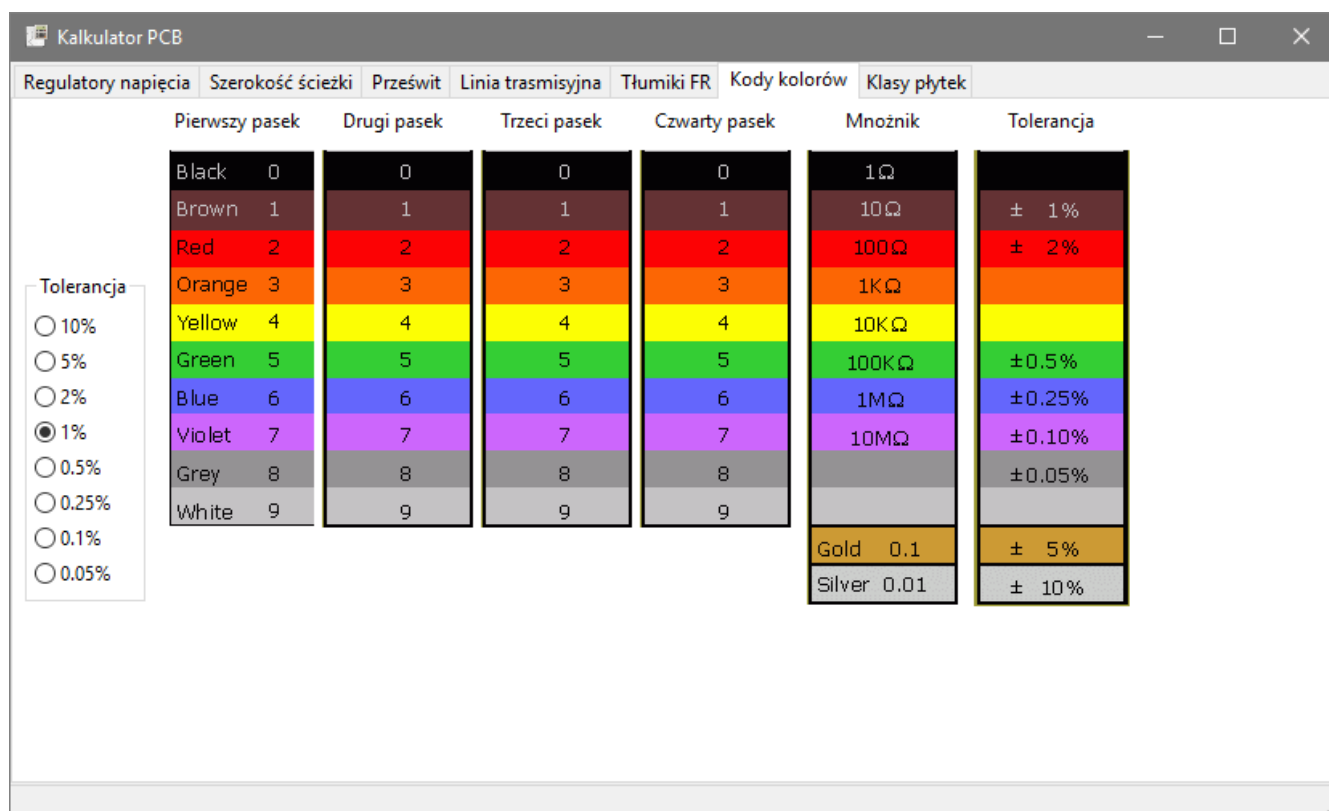 Kalkulator PCB
Regulatory napięcia Szerokość ścieżki Prześwit Linia trasmisyjna Tłumiki FR Kody kolorów Klasy płytek
Pierwszy pasek Drugi pasek Trzeci pasek Czwarty pasek Mnożnik Tolerancja
Black 0 0 0 0 1Ω
Brown 1 1 1 1 10Ω ± 1%
Red 2 2 2 2 100Ω ± 2%
Orange 3 3 3 3 1KΩ
Yellow 4 4 4 4 10KΩ
Green 5 5 5 5 100KΩ ±0.5%
Blue 6 6 6 6 1MΩ ±0.25%
Violet 7 7 7 7 10MΩ ±0.10%
Grey 8 8 8 8 ±0.05%
White 9 9 9 9
Gold 0.1 ± 5%
Silver 0.01 ± 10%
Tolerancja
10%
5%
2%
1%
0.5%
0.25%
0.1%
0.05%